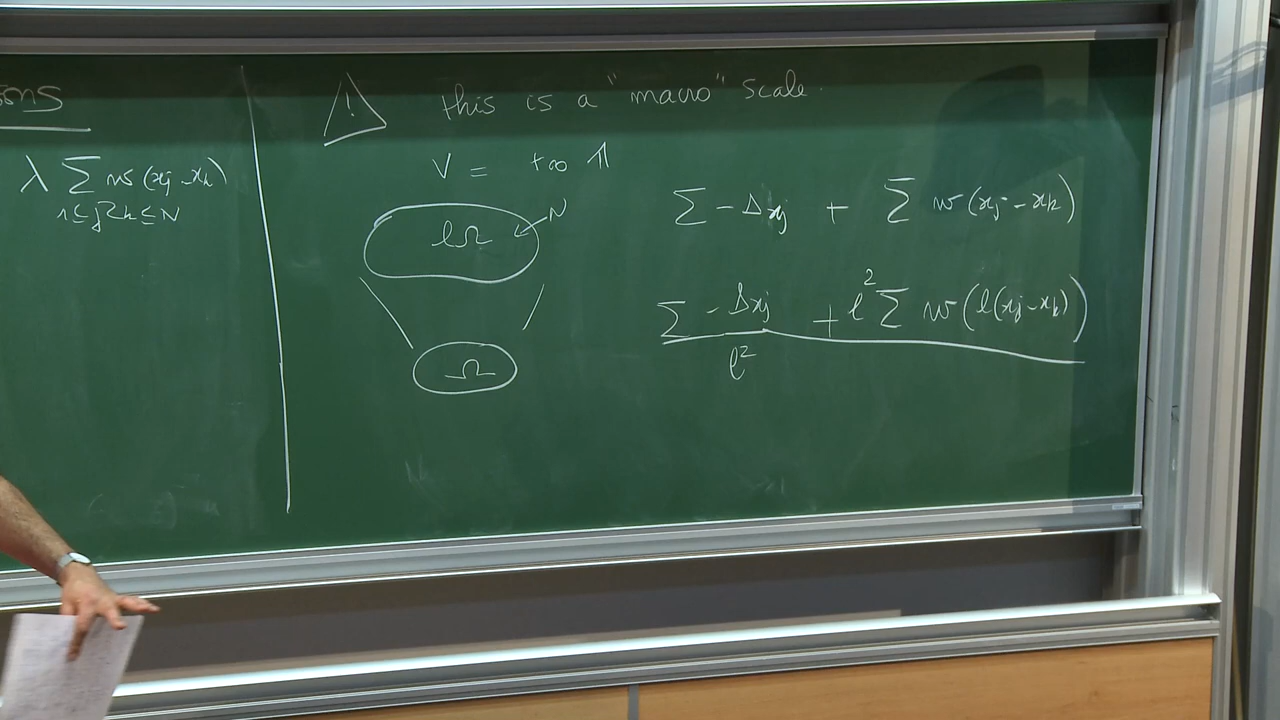 λ Σ w(xj - xk)
1≤j<k≤N
! this is a "macro" scale.
V = +∞ 1
lΩ
N
Ω
Σ -Δxj + Σ w(xj - xk)
Σ -Δxj / l² + l² Σ w(l(xj-xk))